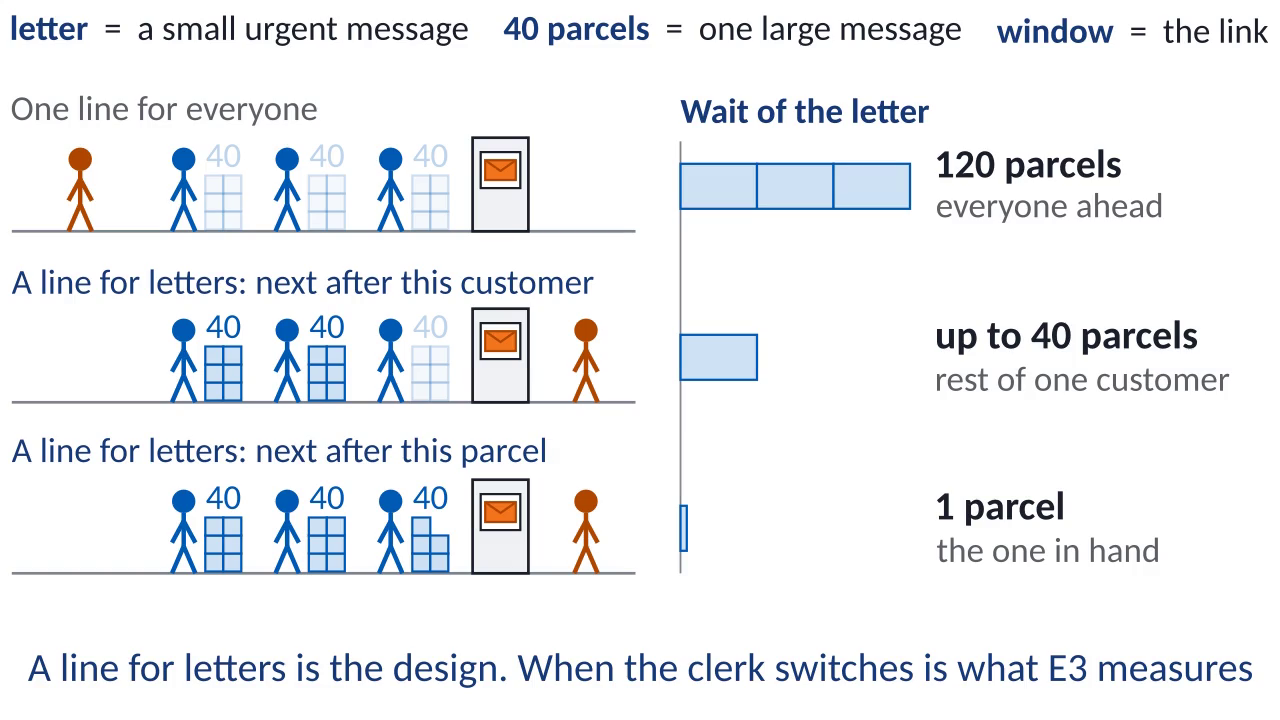 letter = a small urgent message 40 parcels = one large message window = the link
One line for everyone
40 40 40
A line for letters: next after this customer
40 40 40
A line for letters: next after this parcel
40 40 40
Wait of the letter
120 parcels
everyone ahead
up to 40 parcels
rest of one customer
1 parcel
the one in hand
A line for letters is the design. When the clerk switches is what E3 measures